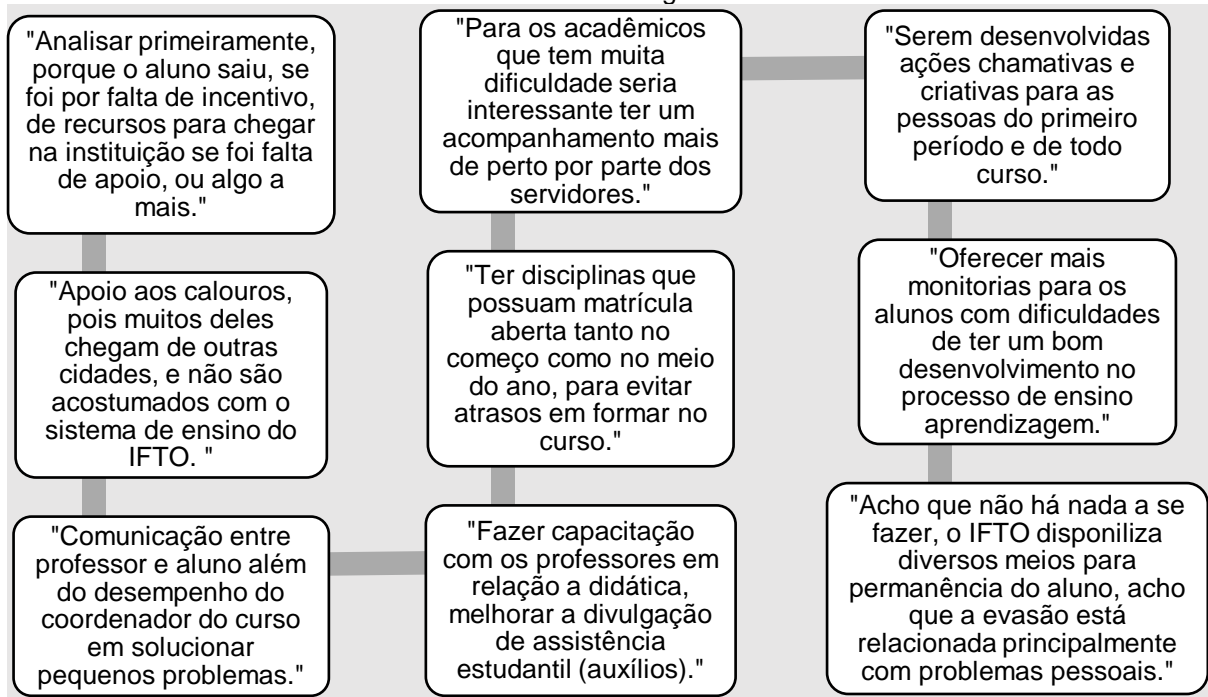 "Analisar primeiramente,
porque o aluno saiu, se
foi por falta de incentivo,
de recursos para chegar
na instituição se foi falta
de apoio, ou algo a
mais."
"Apoio aos calouros,
pois muitos deles
chegam de outras
cidades, e não são
acostumados com o
sistema de ensino do
IFTO. "
"Comunicação entre
professor e aluno além
do desempenho do
coordenador do curso
em solucionar
pequenos problemas."
"Fazer capacitação
com os professores em
relação a didática,
melhorar a divulgação
de assistência
estudantil (auxílios)."
"Ter disciplinas que
possuam matrícula
aberta tanto no
começo como no meio
do ano, para evitar
atrasos em formar no
curso."
"Para os acadêmicos
que tem muita
dificuldade seria
interessante ter um
acompanhamento mais
de perto por parte dos
servidores."
"Serem desenvolvidas
ações chamativas e
criativas para as
pessoas do primeiro
período e de todo
curso."
"Oferecer mais
monitorias para os
alunos com dificuldades
de ter um bom
desenvolvimento no
processo de ensino
aprendizagem."
"Acho que não há nada a se
fazer, o IFTO disponiliza
diversos meios para
permanência do aluno, acho
que a evasão está
relacionada principalmente
com problemas pessoais."